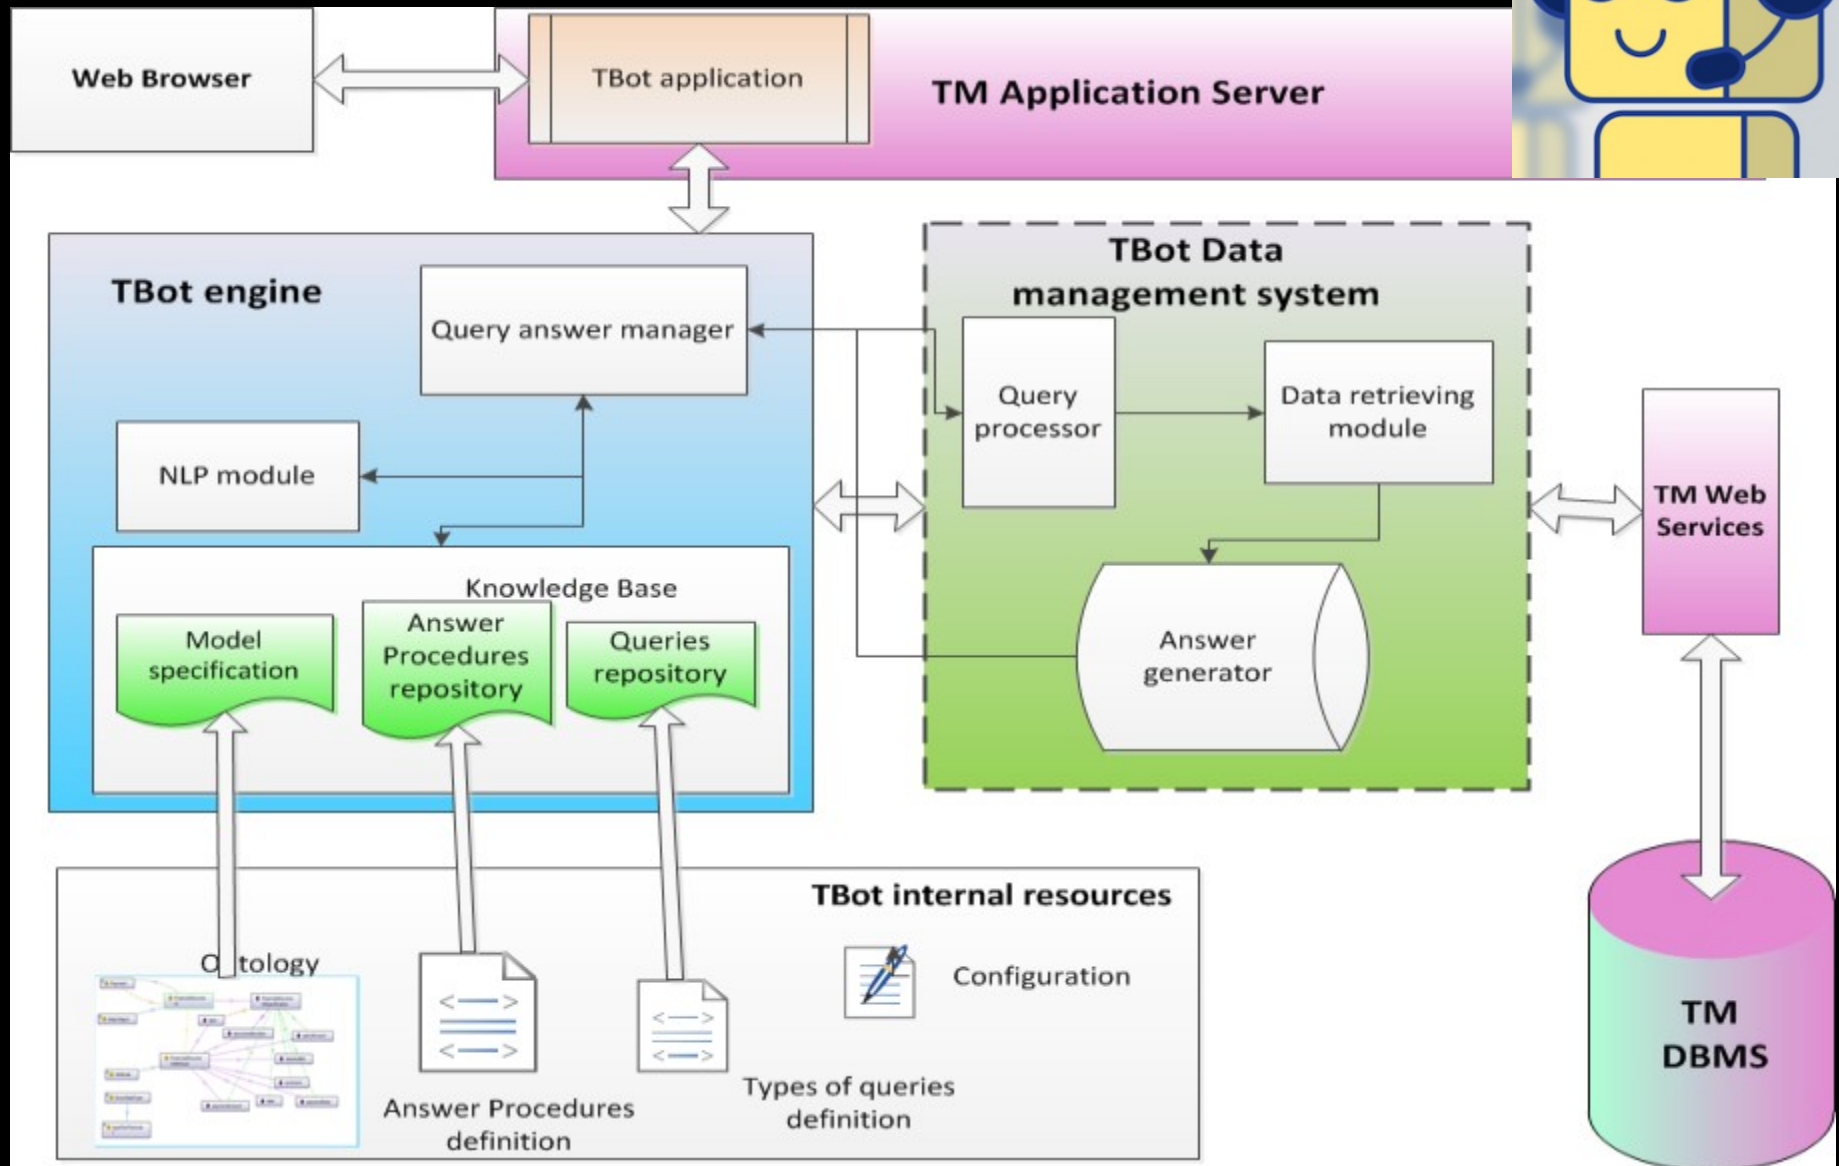 Web Browser
TBot application
TM Application Server
TBot engine
Query answer manager
NLP module
Knowledge Base
Model
specification
Answer
Procedures
repository
Queries
repository
TBot Data
management system
Query
processor
Data retrieving
module
Answer
generator
TM Web
Services
TBot internal resources
Configuration
Answer Procedures
definition
Types of queries
definition
TM
DBMS